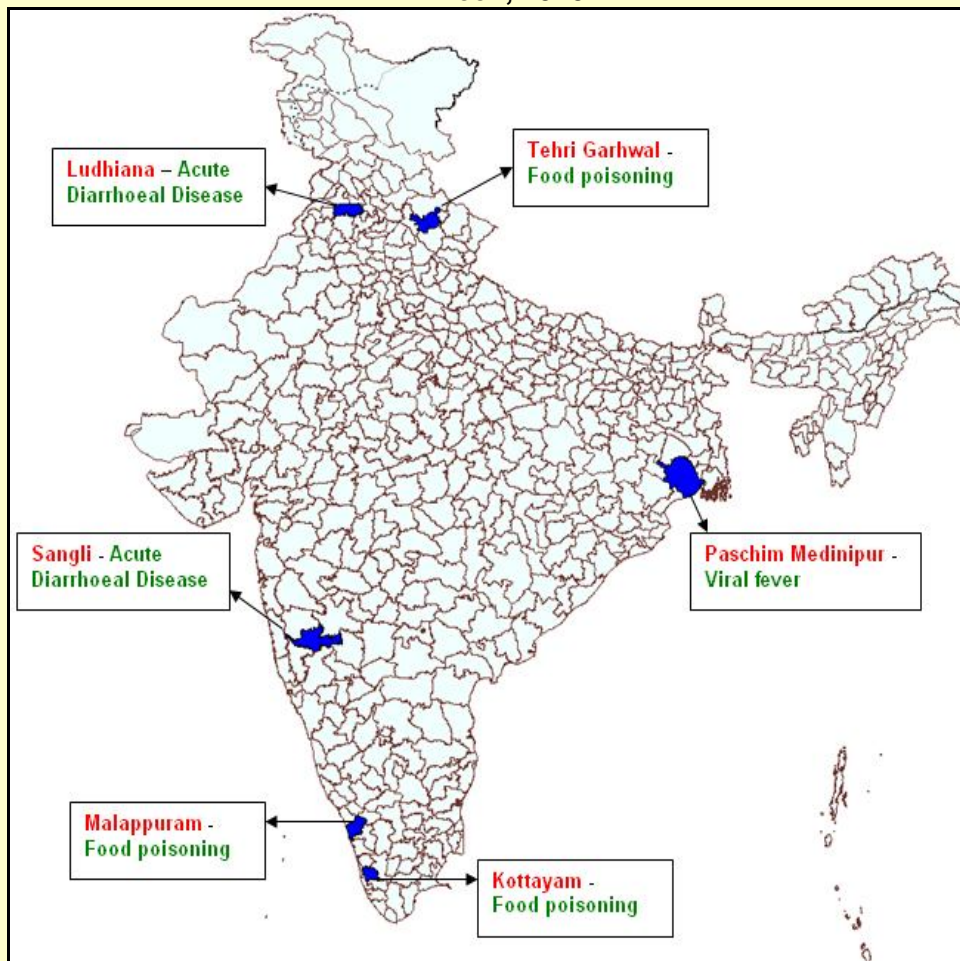 Ludhiana – Acute
Diarrhoeal Disease
Tehri Garhwal -
Food poisoning
Sangli - Acute
Diarrhoeal Disease
Paschim Medinipur -
Viral fever
Malappuram -
Food poisoning
Kottayam -
Food poisoning